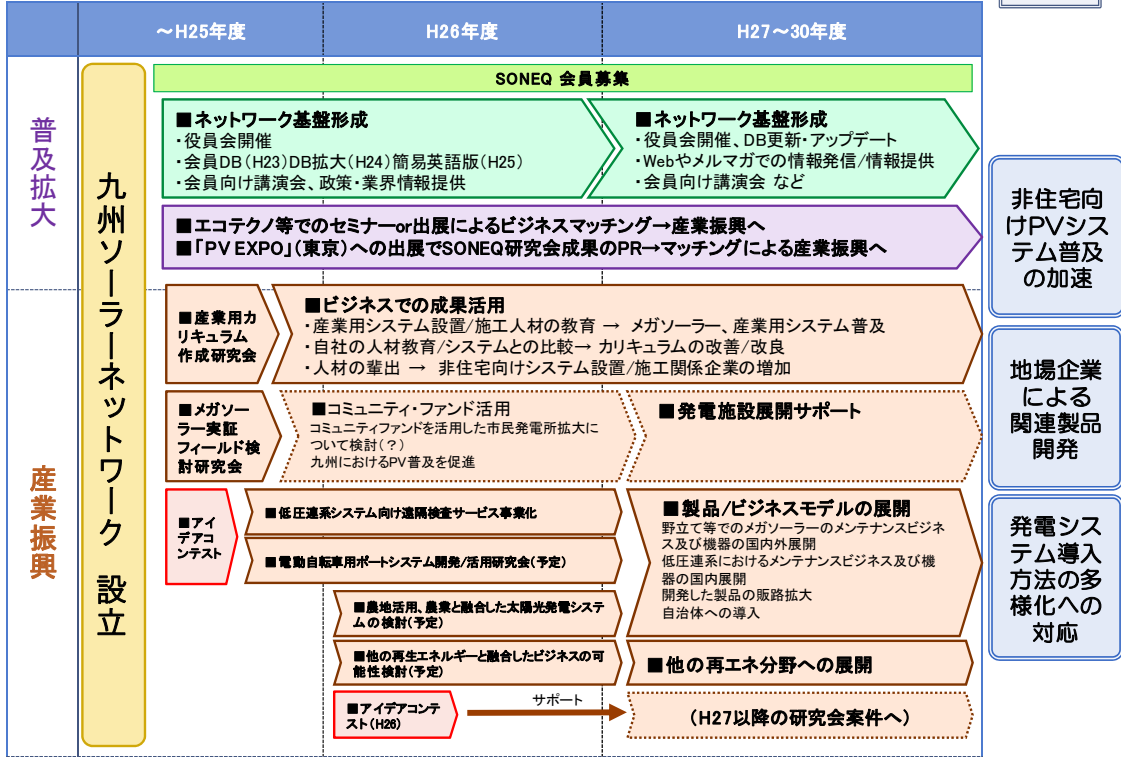 ～H25年度
H26年度
H27～30年度
普及拡大
産業振興
九州ソーラーネットワーク 設立
SONEQ 会員募集
■ネットワーク基盤形成
・役員会開催
・会員DB(H23)DB拡大(H24)簡易英語版(H25)
・会員向け講演会、政策・業界情報提供
■ネットワーク基盤形成
・役員会開催、DB更新・アップデート
・Webやメルマガでの情報発信/情報提供
・会員向け講演会 など
■エコテクノ等でのセミナーor出展によるビジネスマッチング→産業振興へ
■「PV EXPO」(東京)への出展でSONEQ研究会成果のPR→マッチングによる産業振興へ
■産業用カ
リキュラム
作成研究会
■ビジネスでの成果活用
・産業用システム設置/施工人材の教育 → メガソーラー、産業用システム普及
・自社の人材教育/システムとの比較→ カリキュラムの改善/改良
・人材の輩出 → 非住宅向けシステム設置/施工関係企業の増加
■メガソー
ラー実証
フィールド検
討研究会
■コミュニティ・ファンド活用
コミュニティファンドを活用した市民発電所拡大に
ついて検討(？)
九州におけるPV普及を促進
■発電施設展開サポート
■アイ
デアコ
ンテスト
■低圧連系システム向け遠隔検査サービス事業化
■電動自転車用ポートシステム開発/活用研究会(予定)
■農地活用、農業と融合した太陽光発電システ
ムの検討(予定)
■他の再生エネルギーと融合したビジネスの可
能性検討(予定)
■製品/ビジネスモデルの展開
野立て等でのメガソーラーのメンテナンスビジネ
ス及び機器の国内外展開
低圧連系におけるメンテナンスビジネス及び機
器の国内展開
開発した製品の販路拡大
自治体への導入
■他の再エネ分野への展開
■アイデアコンテ
スト(H26)
サポート
(H27以降の研究会案件へ)
非住宅向
けPVシス
テム普及
の加速
地場企業
による
関連製品
開発
発電シス
テム導入
方法の多
様化への
対応